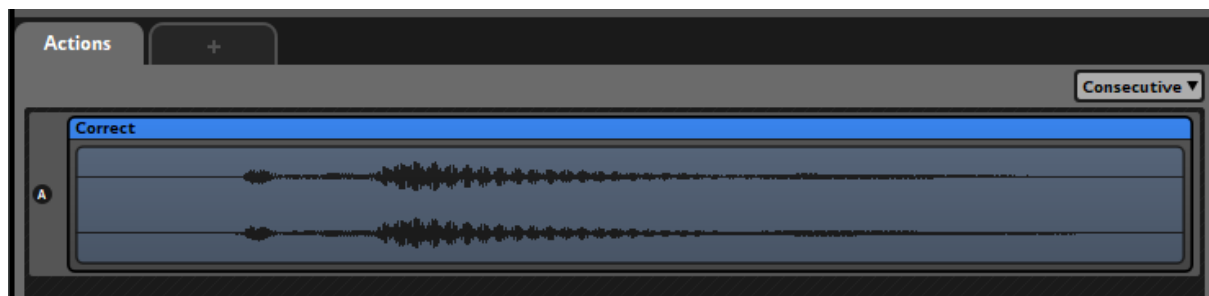 Actions +
Consecutive ▼
Correct
A